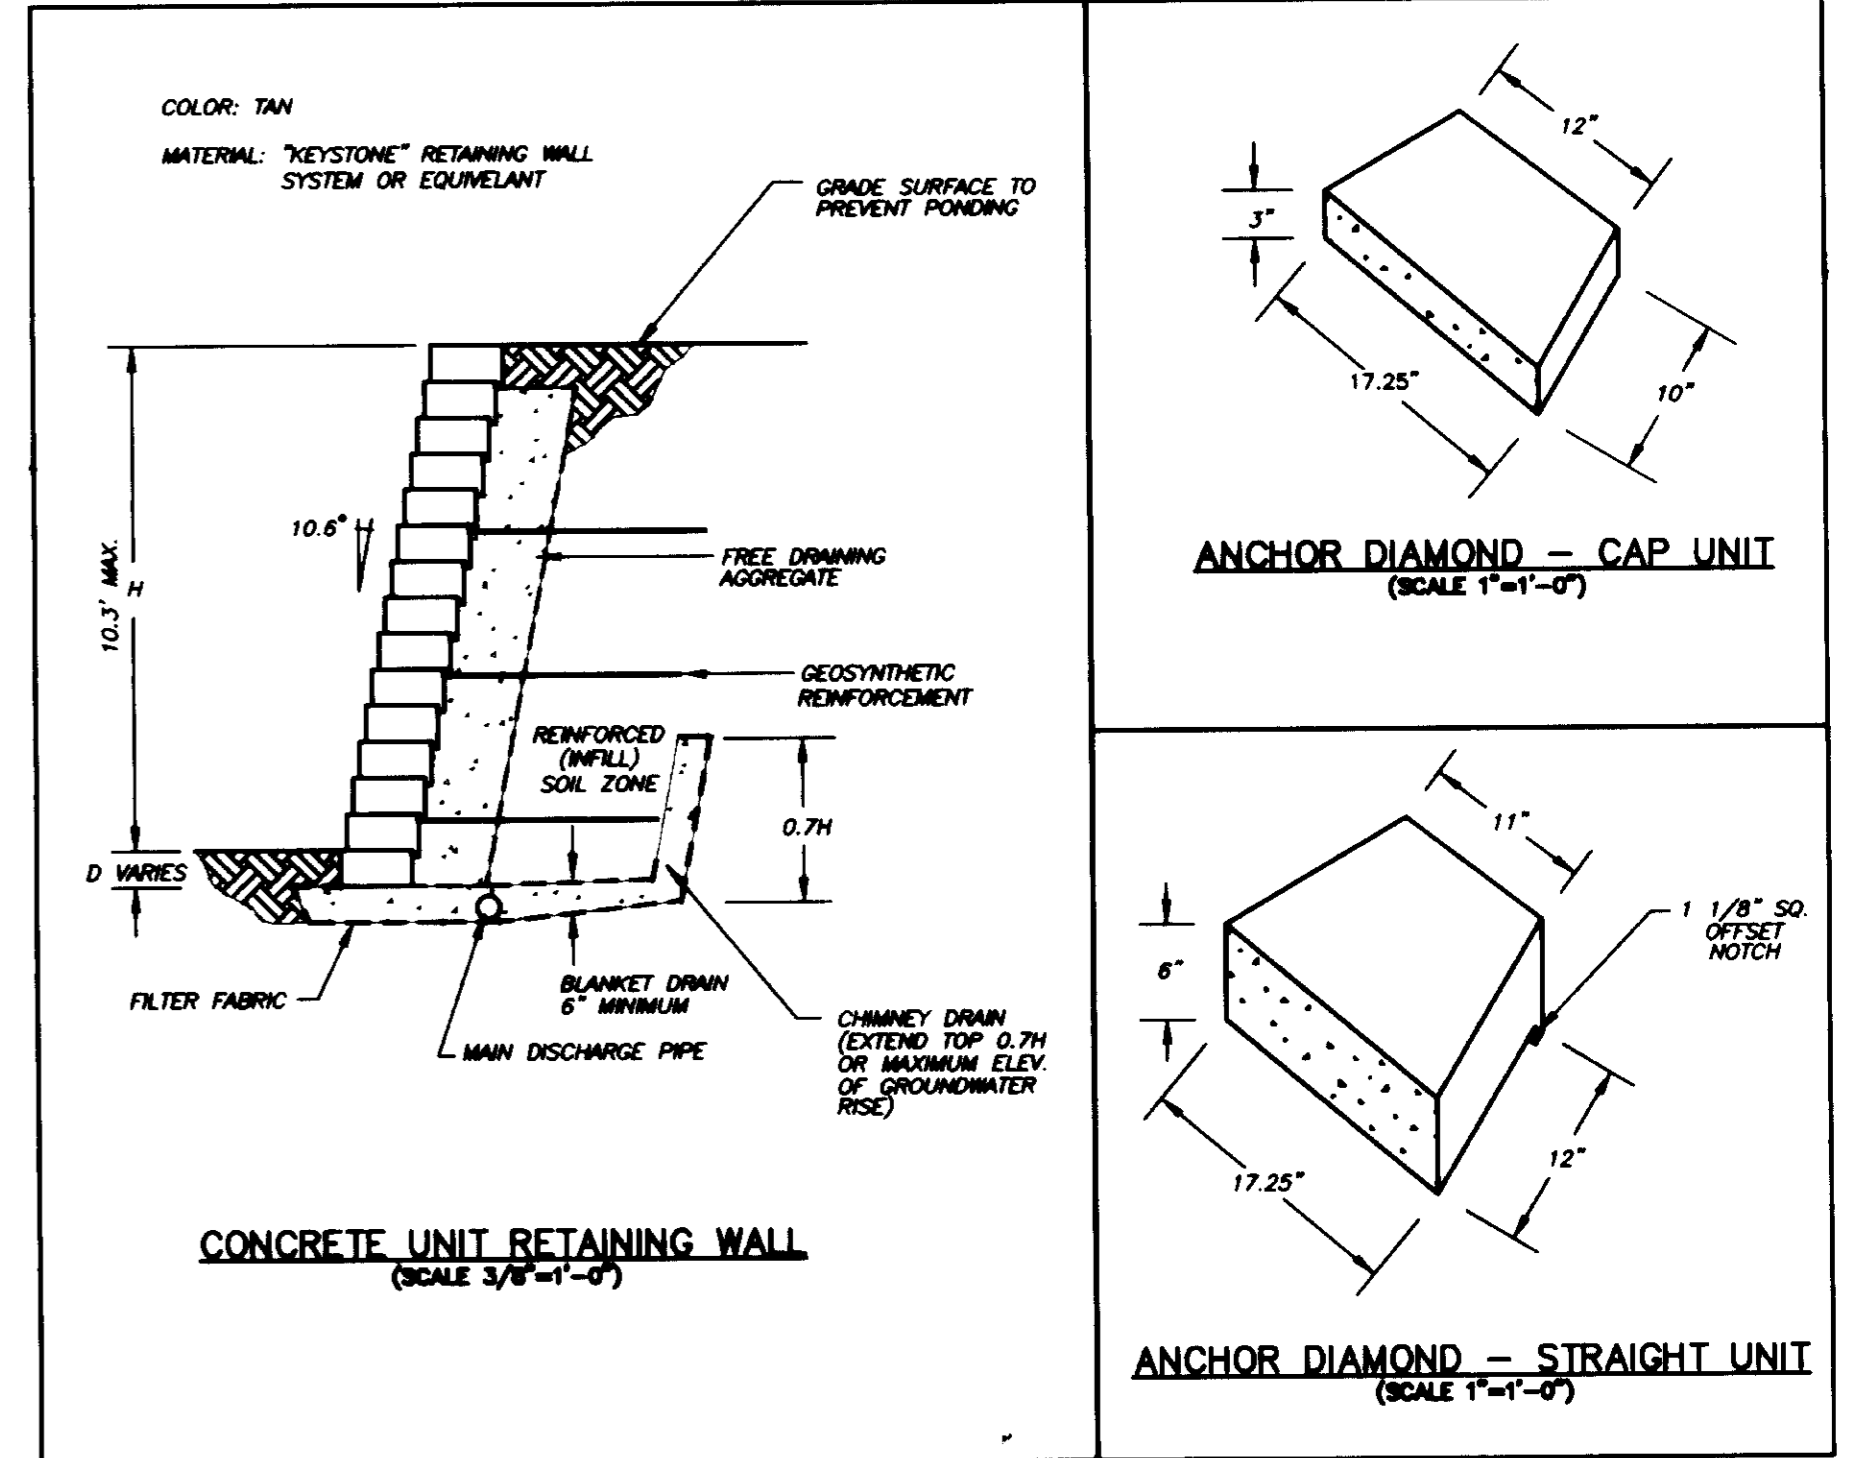 COLOR: TAN
MATERIAL: "KEYSTONE" RETAINING WALL
SYSTEM OR EQUIVELANT
GRADE SURFACE TO
PREVENT PONDING
10.6°
10.3' MAX.
H
FREE DRAINING
AGGREGATE
GEOSYNTHETIC
REINFORCEMENT
REINFORCED
(INFILL)
SOIL ZONE
0.7H
D VARIES
FILTER FABRIC
BLANKET DRAIN
6" MINIMUM
MAIN DISCHARGE PIPE
CHIMNEY DRAIN
(EXTEND TOP 0.7H
OR MAXIMUM ELEV.
OF GROUNDWATER
RISE)
CONCRETE UNIT RETAINING WALL
(SCALE 3/8"=1'-0")
12"
3"
17.25"
10"
ANCHOR DIAMOND - CAP UNIT
(SCALE 1"=1'-0")
11"
6"
1 1/8" SQ.
OFFSET
NOTCH
17.25"
12"
ANCHOR DIAMOND - STRAIGHT UNIT
(SCALE 1"=1'-0")